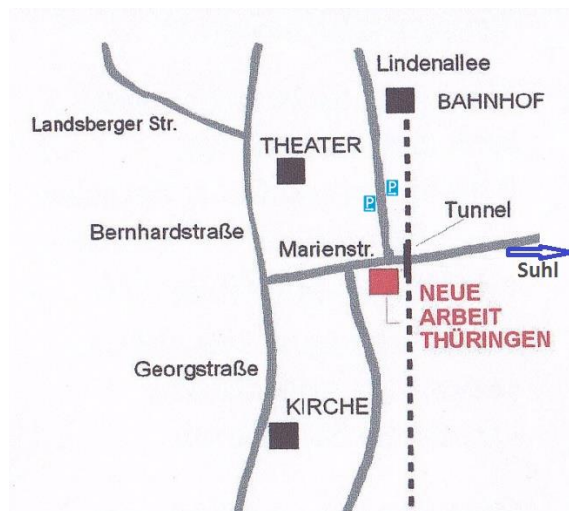 Lindenallee
BAHNHOF
Landsberger Str.
THEATER
P
P
Tunnel
Bernhardstraße
Marienstr.
Suhl
NEUE
ARBEIT
THÜRINGEN
Georgstraße
KIRCHE